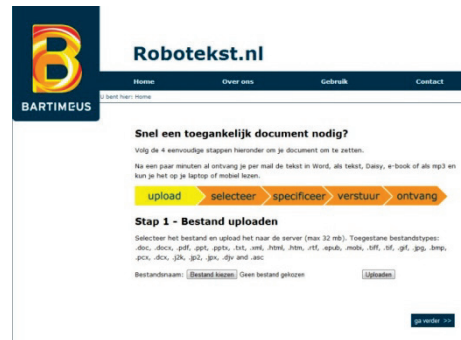 Robotekst.nl
Home Over ons Gebruik Contact
BARTIMEUS
U bent hier: Home
Snel een toegankelijk document nodig?
Volg de 4 eenvoudige stappen hieronder om je document om te zetten.
Na een paar minuten al ontvang je per mail de tekst in Word, als tekst, Daisy, e-book of als mp3 en
kun je het op je laptop of mobiel lezen.
upload selecteer specificeer verstuur ontvang
Stap 1 - Bestand uploaden
Selecteer het bestand en upload het naar de server (max 32 mb). Toegestane bestandstypes:
.doc, .docx, .pdf, .ppt, .pptx, .txt, .xml, .html, .htm, .rtf, .epub, .mobi, .tiff, .tif, .gif, .jpg, .bmp,
.pcx, .dcx, .j2k, .jp2, .jpx, .djv and .asc
Bestandsnaam: Bestand kiezen Geen bestand gekozen Uploaden
ga verder >>